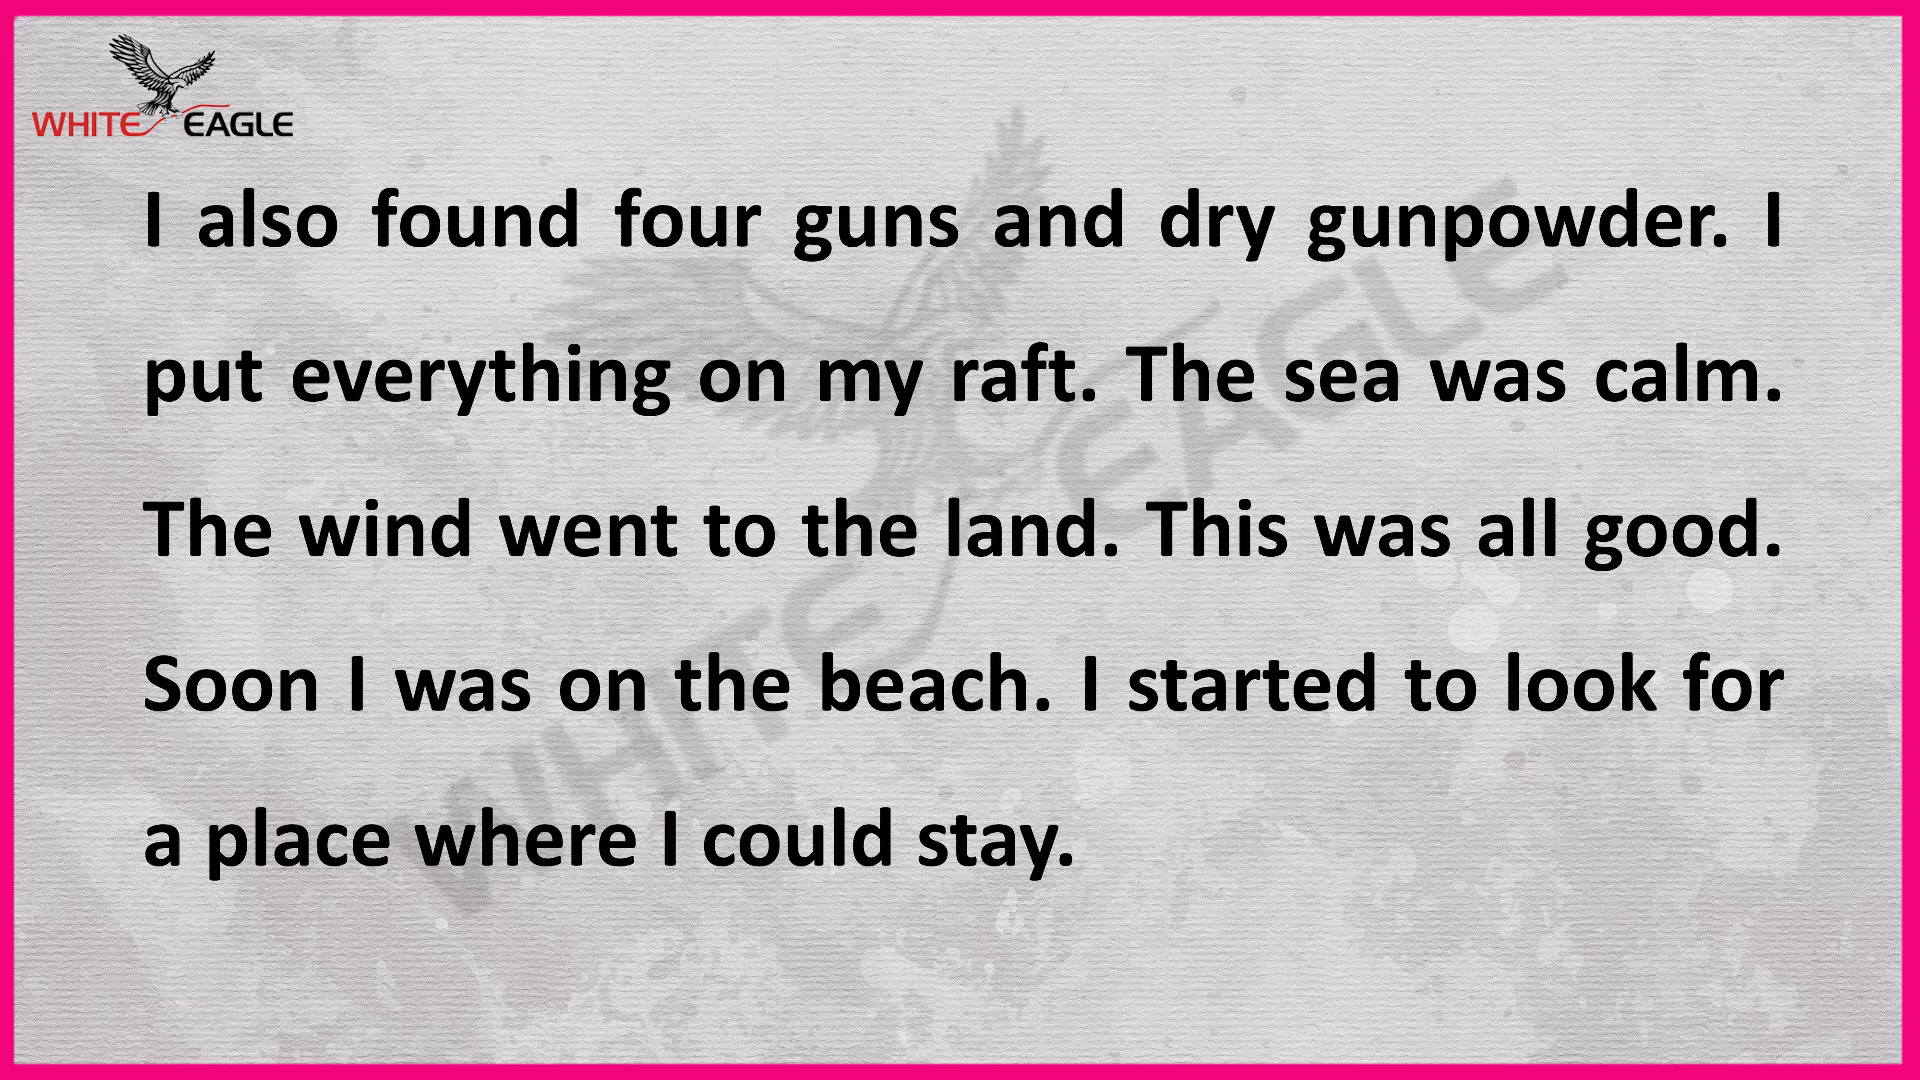 WHITE EAGLE
I also found four guns and dry gunpowder. I
put everything on my raft. The sea was calm.
The wind went to the land. This was all good.
Soon I was on the beach. I started to look for
a place where I could stay.
WHITE EAGLE